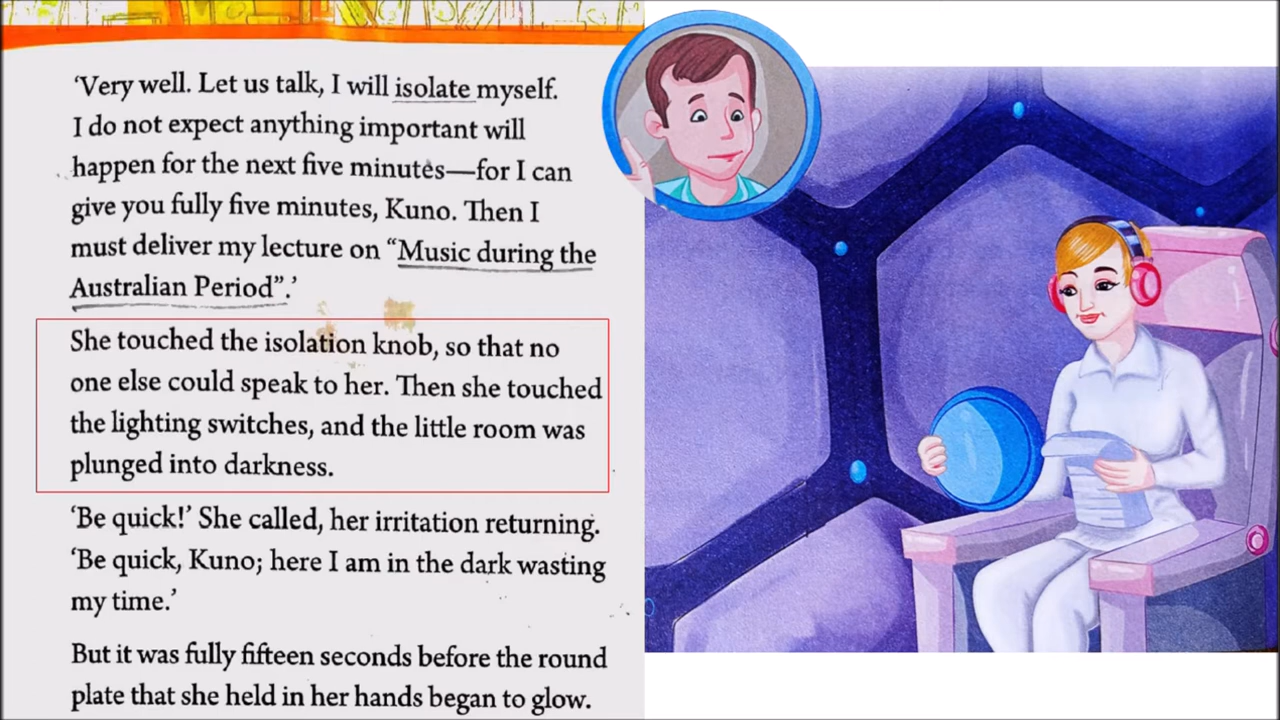 ‘Very well. Let us talk, I will isolate myself.
I do not expect anything important will
happen for the next five minutes—for I can
give you fully five minutes, Kuno. Then I
must deliver my lecture on “Music during the
Australian Period”.’
She touched the isolation knob, so that no
one else could speak to her. Then she touched
the lighting switches, and the little room was
plunged into darkness.
‘Be quick!’ She called, her irritation returning.
‘Be quick, Kuno; here I am in the dark wasting
my time.’
But it was fully fifteen seconds before the round
plate that she held in her hands began to glow.